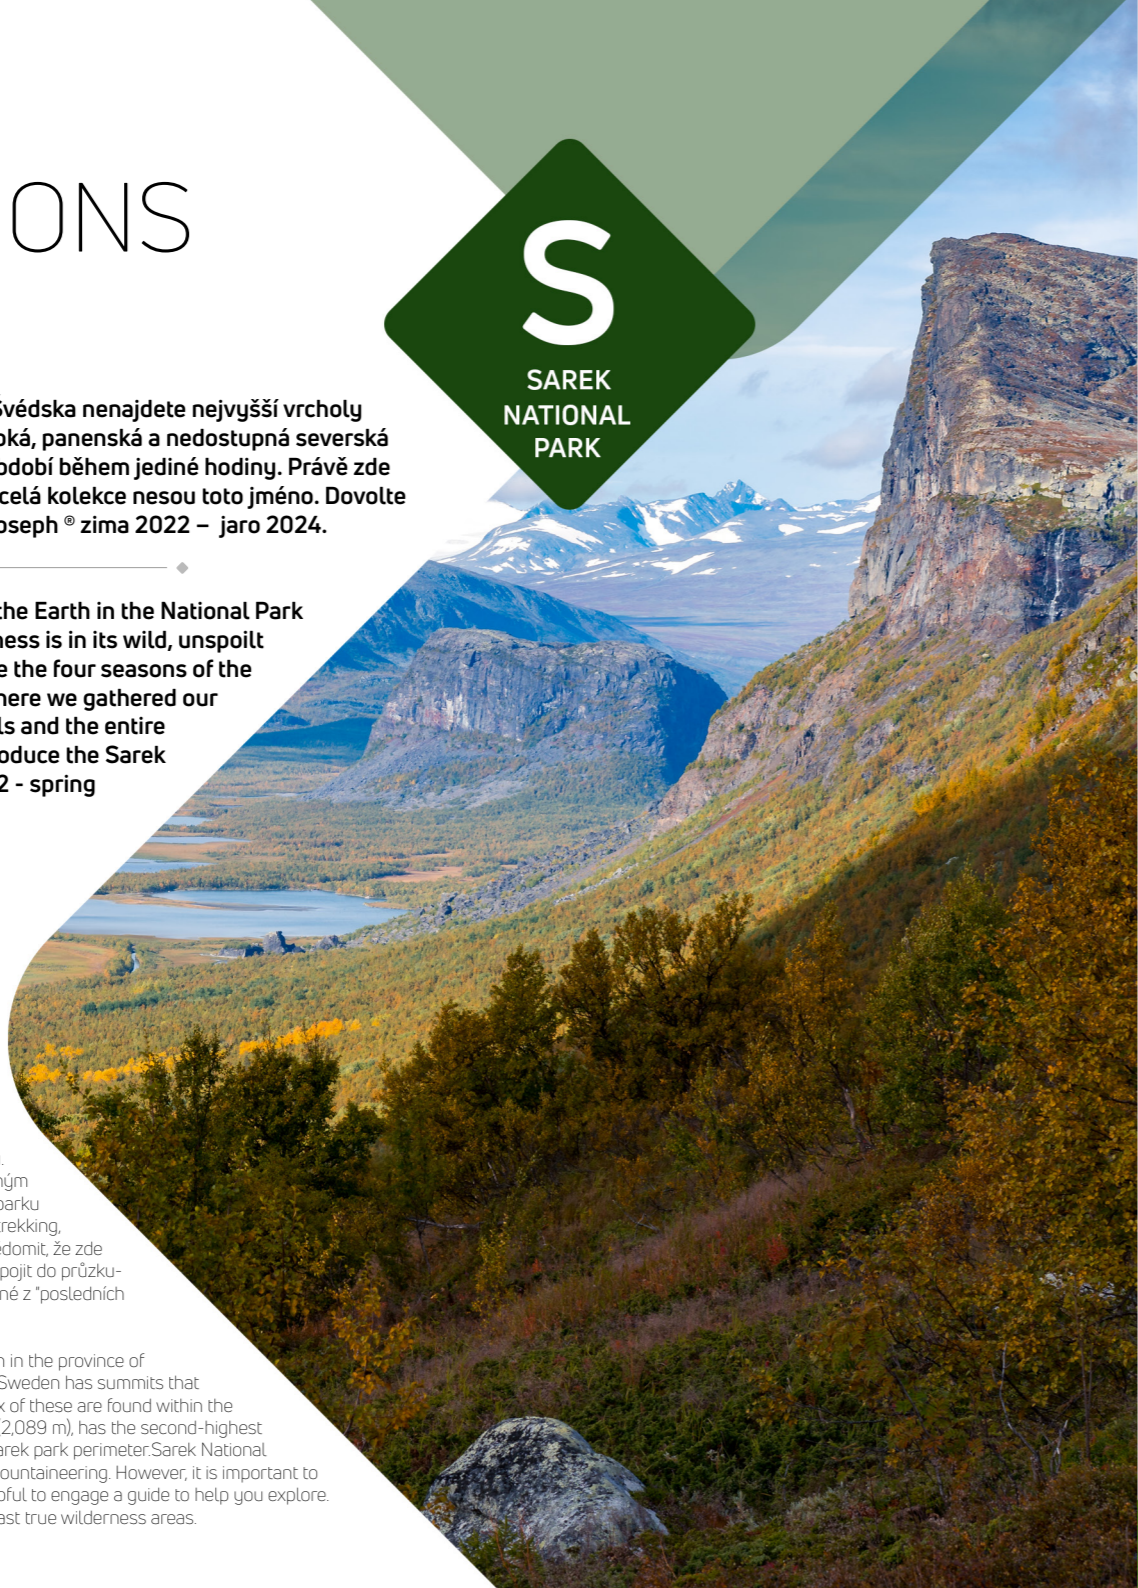 ONS
S
SAREK
NATIONAL
PARK
Švédska nenajdete nejvyšší vrcholy
oká, panenská a nedostupná severská
období během jediné hodiny. Právě zde
celá kolekce nesou toto jméno. Dovolte
oseph ® zima 2022 – jaro 2024.
the Earth in the National Park
ness is in its wild, unspoilt
e the four seasons of the
here we gathered our
ls and the entire
oduce the Sarek
2 - spring
ným
parku
trekking,
ědomit, že zde
pojit do průzku-
né z "posledních
n in the province of
Sweden has summits that
x of these are found within the
(2,089 m), has the second-highest
arek park perimeter.Sarek National
ountaineering. However, it is important to
pful to engage a guide to help you explore.
ast true wilderness areas.